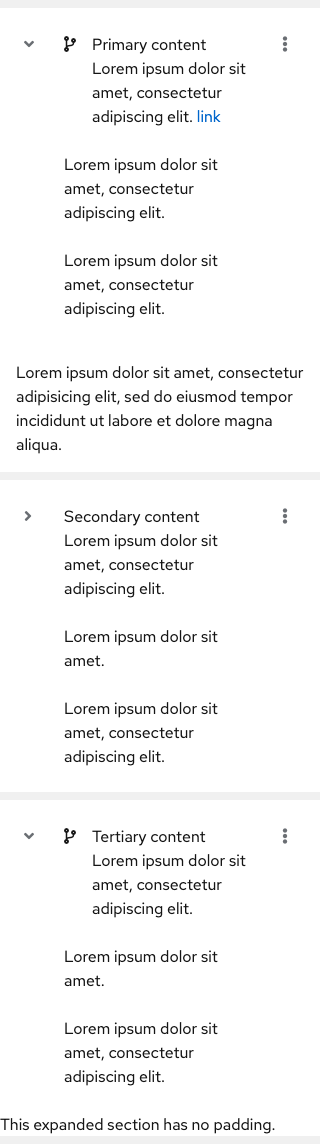 Primary content
Lorem ipsum dolor sit
amet, consectetur
adipiscing elit. link
Lorem ipsum dolor sit
amet, consectetur
adipiscing elit.
Lorem ipsum dolor sit
amet, consectetur
adipiscing elit.
Lorem ipsum dolor sit amet, consectetur
adipisicing elit, sed do eiusmod tempor
incididunt ut labore et dolore magna
aliqua.
Secondary content
Lorem ipsum dolor sit
amet, consectetur
adipiscing elit.
Lorem ipsum dolor sit
amet.
Lorem ipsum dolor sit
amet, consectetur
adipiscing elit.
Tertiary content
Lorem ipsum dolor sit
amet, consectetur
adipiscing elit.
Lorem ipsum dolor sit
amet.
Lorem ipsum dolor sit
amet, consectetur
adipiscing elit.
This expanded section has no padding.